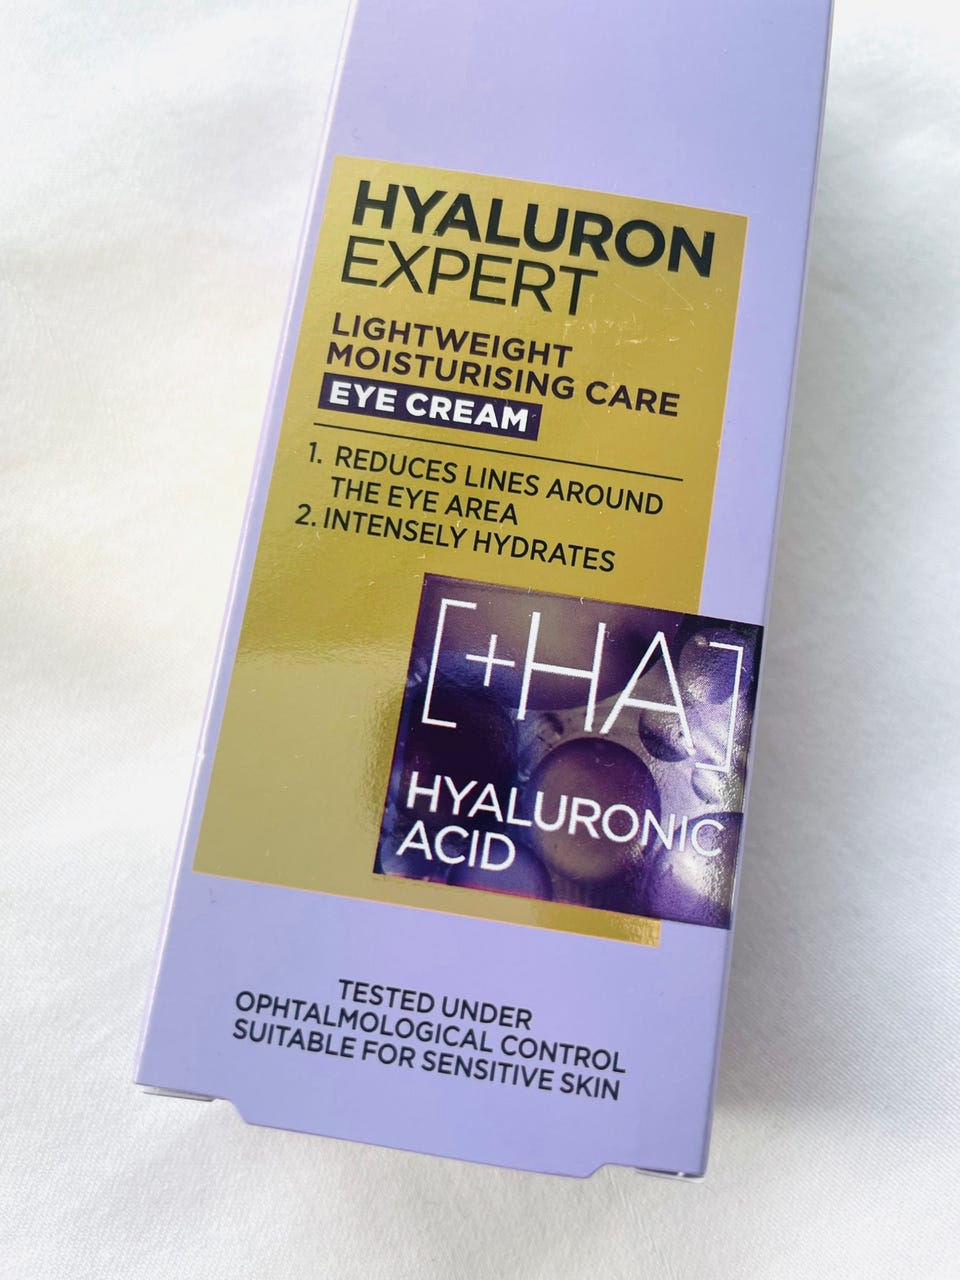 HYALURON
EXPERT
LIGHTWEIGHT
MOISTURISING CARE
EYE CREAM
1. REDUCES LINES AROUND
THE EYE AREA
2. INTENSELY HYDRATES
[+HA]
HYALURONIC
ACID
TESTED UNDER
OPHTALMOLOGICAL CONTROL
SUITABLE FOR SENSITIVE SKIN